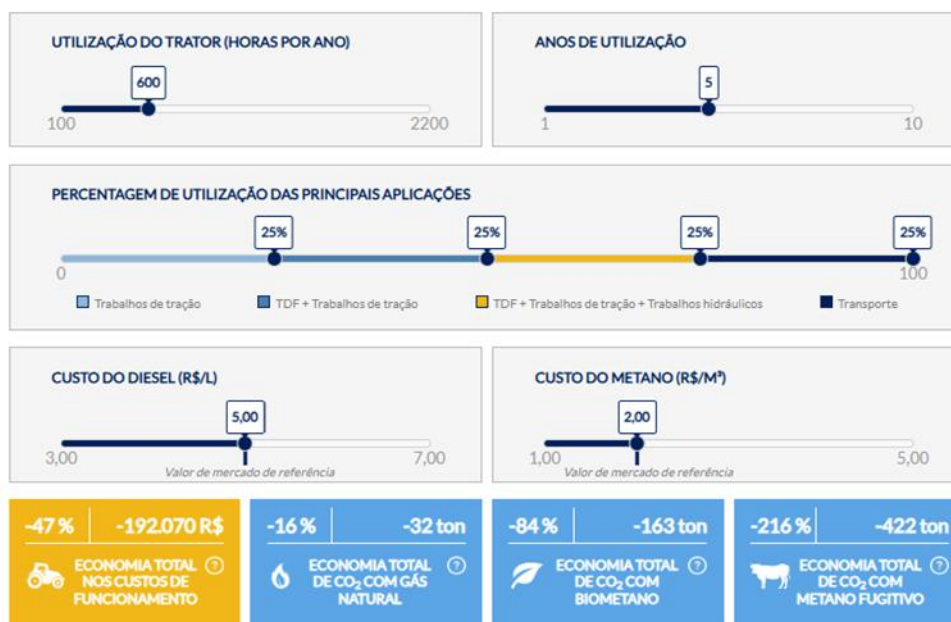 UTILIZAÇÃO DO TRATOR (HORAS POR ANO)
600
100
2200
ANOS DE UTILIZAÇÃO
5
1
10
PERCENTAGEM DE UTILIZAÇÃO DAS PRINCIPAIS APLICAÇÕES
25%
25%
25%
25%
0
100
Trabalhos de tração
TDF + Trabalhos de tração
TDF + Trabalhos de tração + Trabalhos hidráulicos
Transporte
CUSTO DO DIESEL (R$/L)
5,00
3,00
7,00
Valor de mercado de referência
CUSTO DO METANO (R$/M³)
2,00
1,00
5,00
Valor de mercado de referência
-47 %
-192.070 R$
ECONOMIA TOTAL ?
NOS CUSTOS DE
FUNCIONAMENTO
-16 %
-32 ton
ECONOMIA TOTAL ?
DE CO₂ COM GÁS
NATURAL
-84 %
-163 ton
ECONOMIA TOTAL ?
DE CO₂ COM
BIOMETANO
-216 %
-422 ton
ECONOMIA TOTAL ?
DE CO₂ COM
METANO FUGITIVO